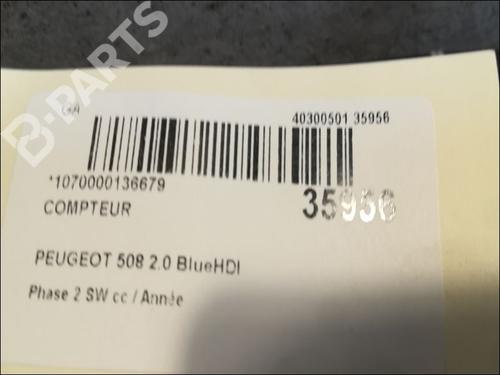 B-PARTS
40300501 35956
*1070000136679
COMPTEUR
35956
PEUGEOT 508 2.0 BlueHDI
Phase 2 SW cc / Année